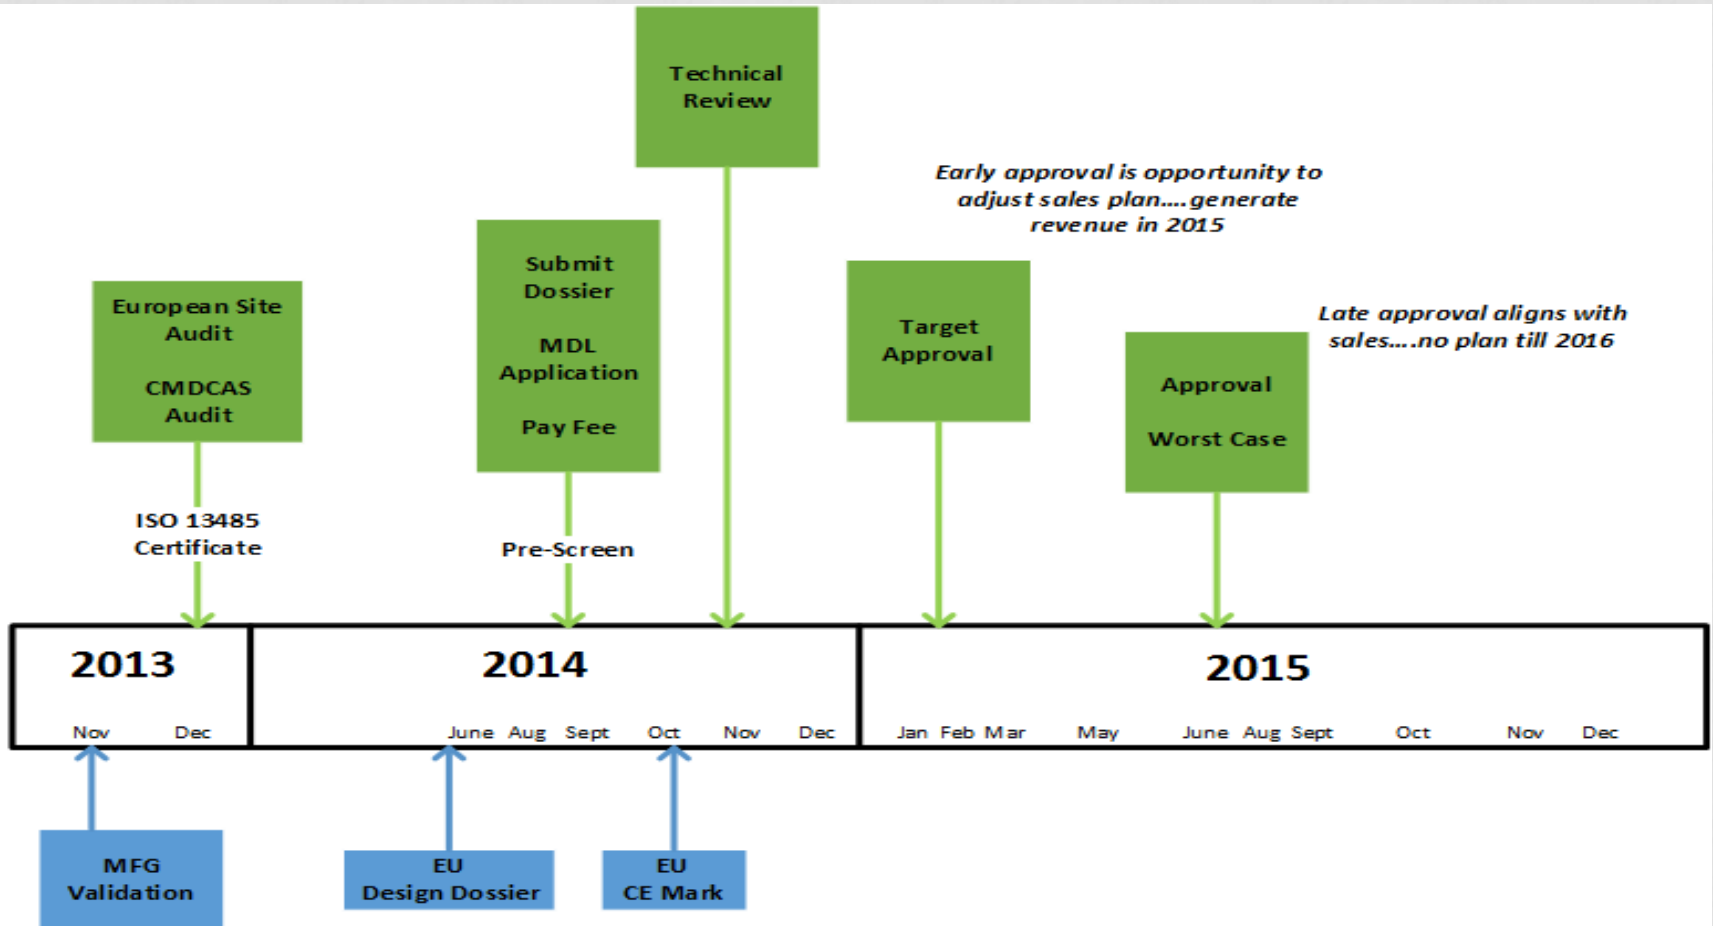 Technical
Review
Early approval is opportunity to
adjust sales plan....generate
revenue in 2015
Submit
Dossier
MDL
Application
Pay Fee
European Site
Audit
CMDCAS
Audit
Target
Approval
Late approval aligns with
sales....no plan till 2016
Approval
Worst Case
ISO 13485
Certificate
Pre-Screen
2013
2014
2015
Nov Dec
June Aug Sept Oct Nov Dec
Jan Feb Mar May June Aug Sept Oct Nov Dec
MFG
Validation
EU
Design Dossier
EU
CE Mark